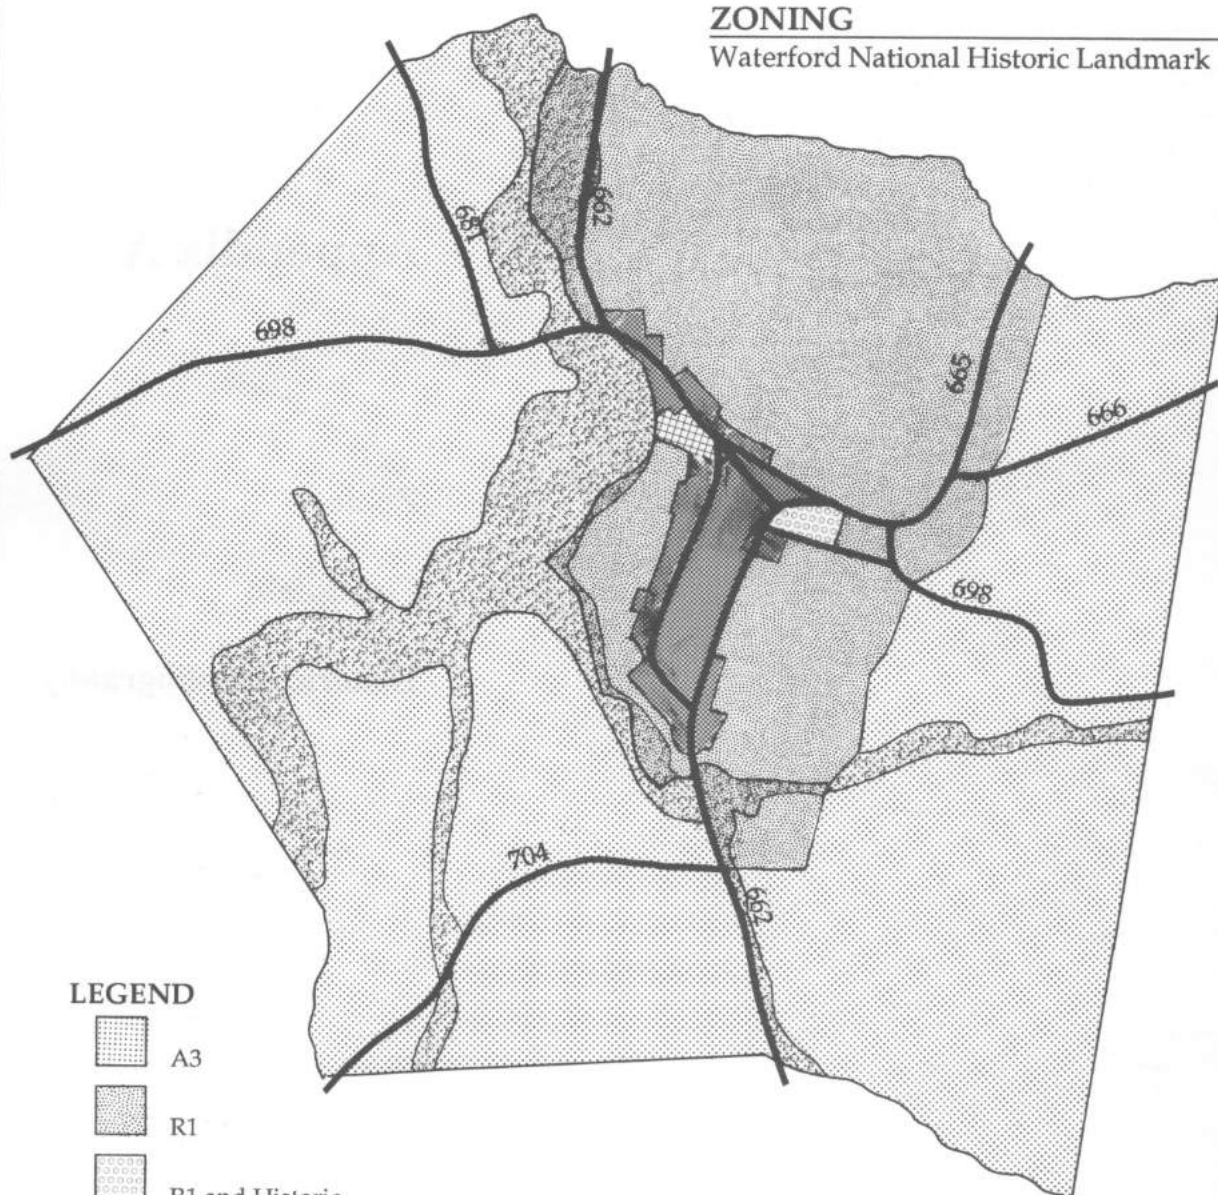 ZONING
Waterford National Historic Landmark
662
681
698
665
666
698
704
662
LEGEND
A3
R1
R1 and Historic